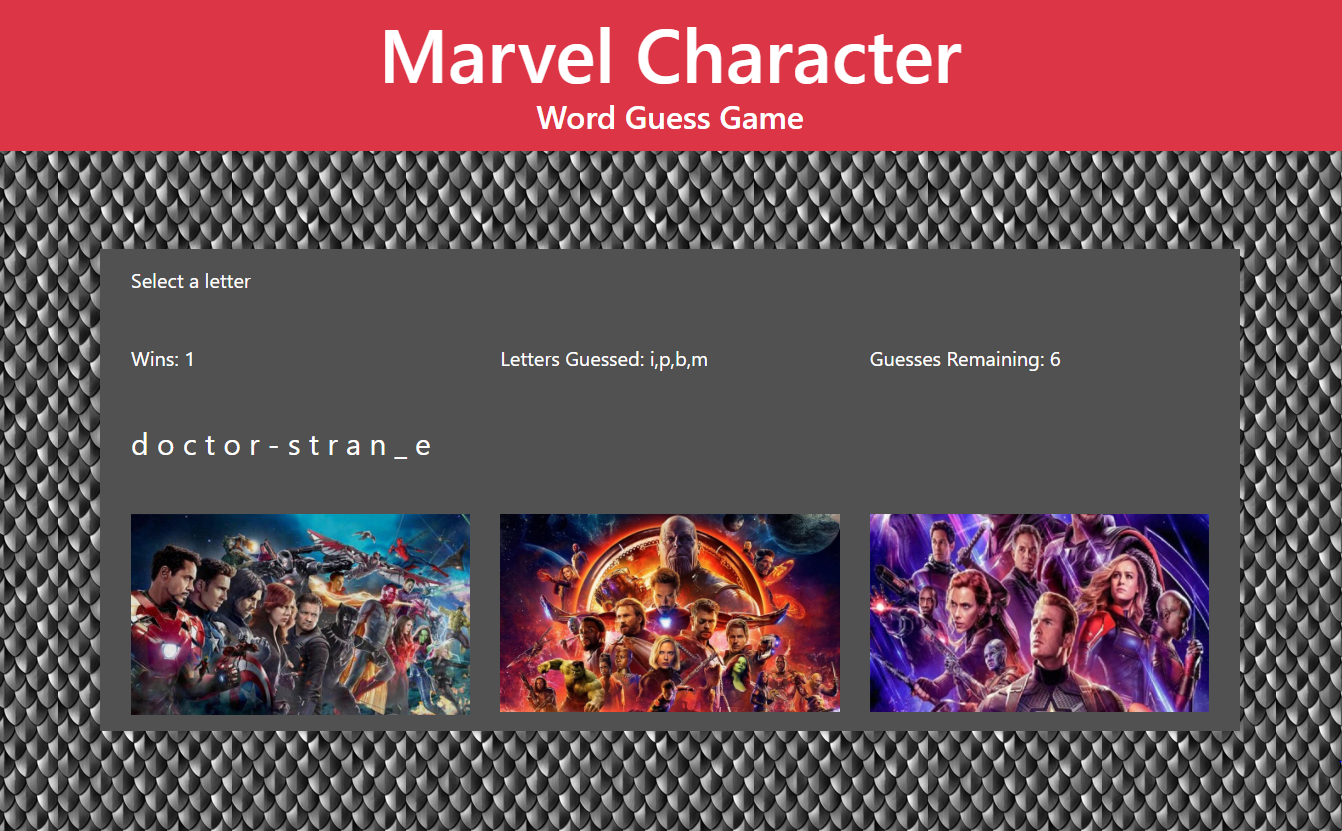 Marvel Character
Word Guess Game
Select a letter
Wins: 1
Letters Guessed: i,p,b,m
Guesses Remaining: 6
d o c t o r - s t r a n _ e